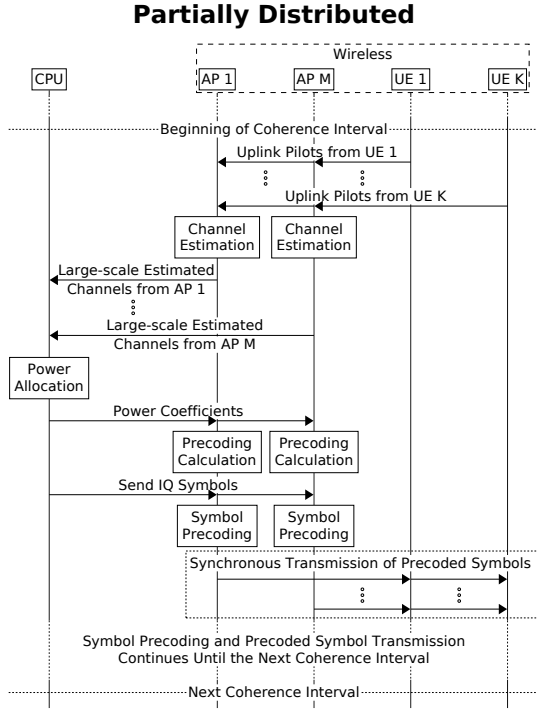 Partially Distributed
Wireless
CPU
AP 1
AP M
UE 1
UE K
Beginning of Coherence Interval
Uplink Pilots from UE 1
Uplink Pilots from UE K
Channel
Estimation
Channel
Estimation
Large-scale Estimated
Channels from AP 1
Large-scale Estimated
Channels from AP M
Power
Allocation
Power Coefficients
Precoding
Calculation
Precoding
Calculation
Send IQ Symbols
Symbol
Precoding
Symbol
Precoding
Synchronous Transmission of Precoded Symbols
Symbol Precoding and Precoded Symbol Transmission
Continues Until the Next Coherence Interval
Next Coherence Interval